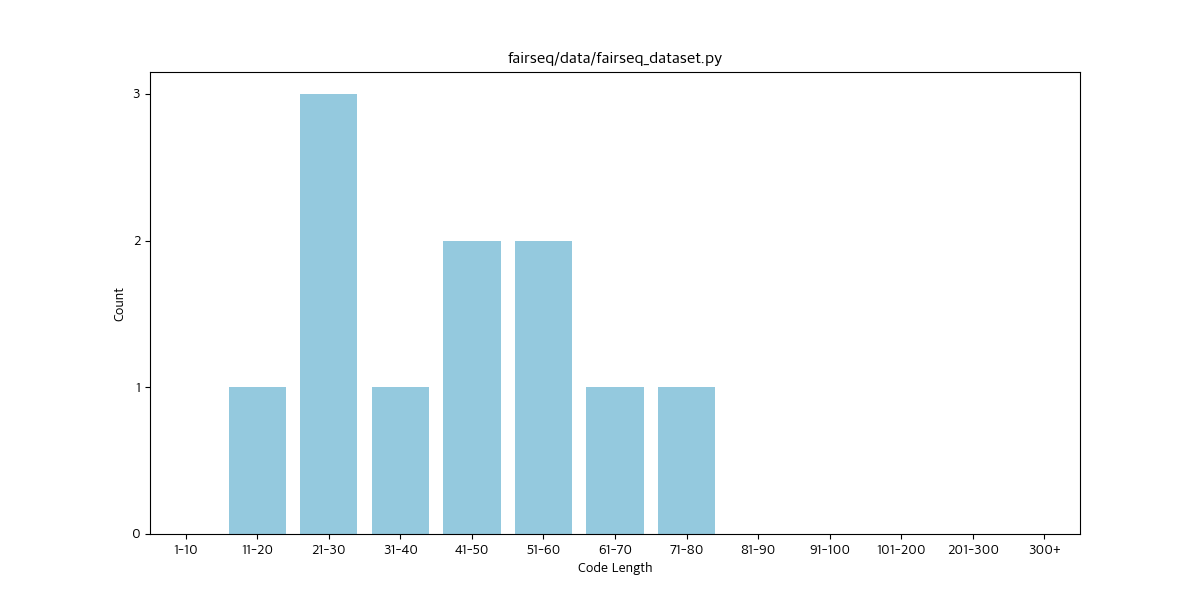 fairseq/data/fairseq_dataset.py
3
2
1
0
Count
1-10 11-20 21-30 31-40 41-50 51-60 61-70 71-80 81-90 91-100 101-200 201-300 300+
Code Length